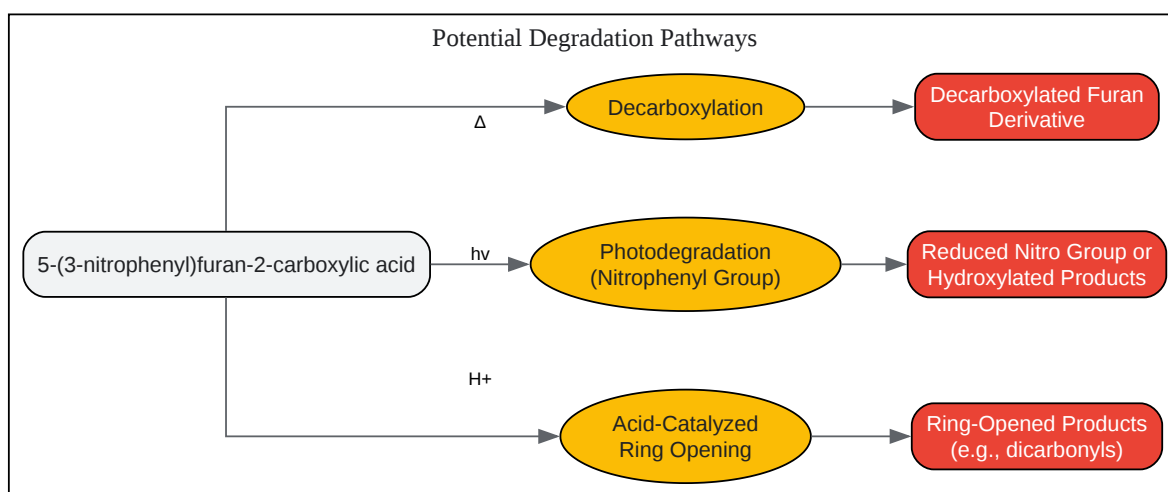 Potential Degradation Pathways
Δ
Decarboxylation
Decarboxylated Furan
Derivative
5-(3-nitrophenyl)furan-2-carboxylic acid
hν
Photodegradation
(Nitrophenyl Group)
Reduced Nitro Group or
Hydroxylated Products
H+
Acid-Catalyzed
Ring Opening
Ring-Opened Products
(e.g., dicarbonyls)